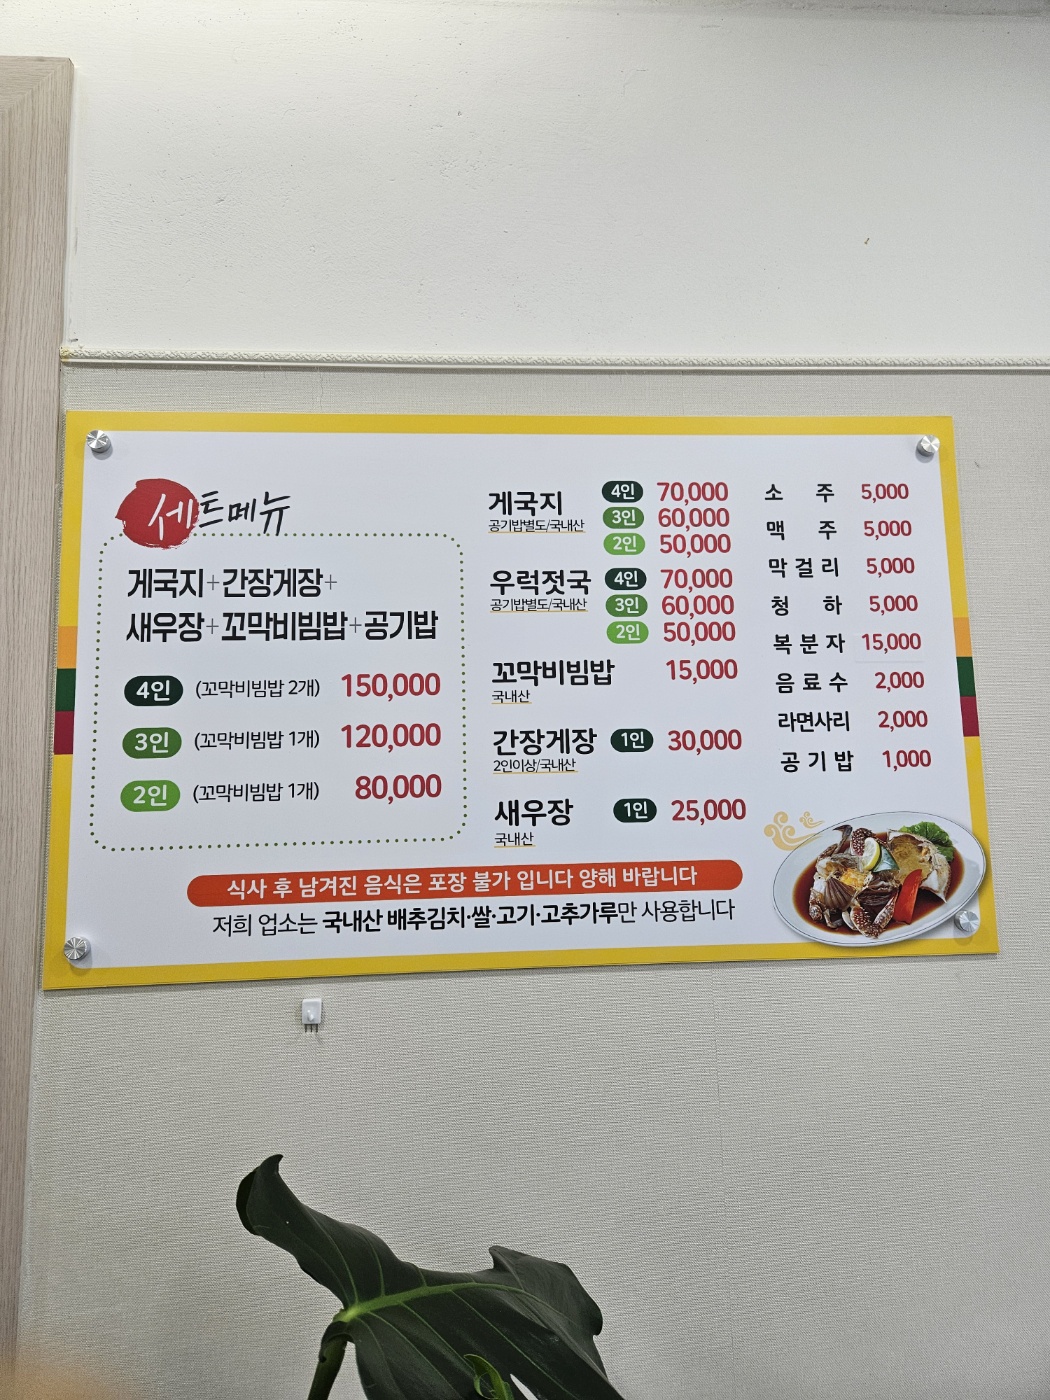 세트메뉴
게국지+간장게장+
새우장+꼬막비빔밥+공기밥
4인 (꼬막비빔밥 2개) 150,000
3인 (꼬막비빔밥 1개) 120,000
2인 (꼬막비빔밥 1개) 80,000
게국지 4인 70,000
공기밥별도/국내산 3인 60,000
2인 50,000
우럭젓국 4인 70,000
공기밥별도/국내산 3인 60,000
2인 50,000
꼬막비빔밥 15,000
국내산
간장게장 1인 30,000
2인이상/국내산
새우장 1인 25,000
국내산
소 주 5,000
맥 주 5,000
막 걸 리 5,000
청 하 5,000
복 분 자 15,000
음 료 수 2,000
라면사리 2,000
공 기 밥 1,000
식사 후 남겨진 음식은 포장 불가 입니다 양해 바랍니다
저희 업소는 국내산 배추김치·쌀·고기·고추가루만 사용합니다